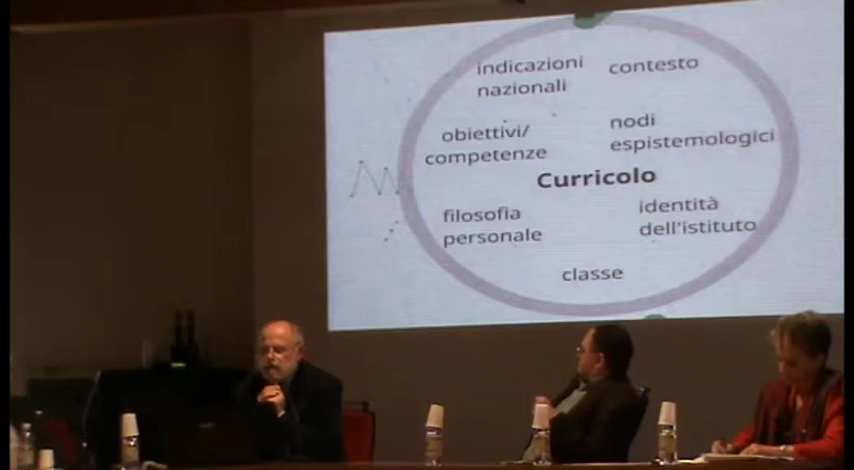 indicazioni
nazionali
contesto
obiettivi/
competenze
nodi
espistemologici
Curricolo
filosofia
personale
identità
dell'istituto
classe